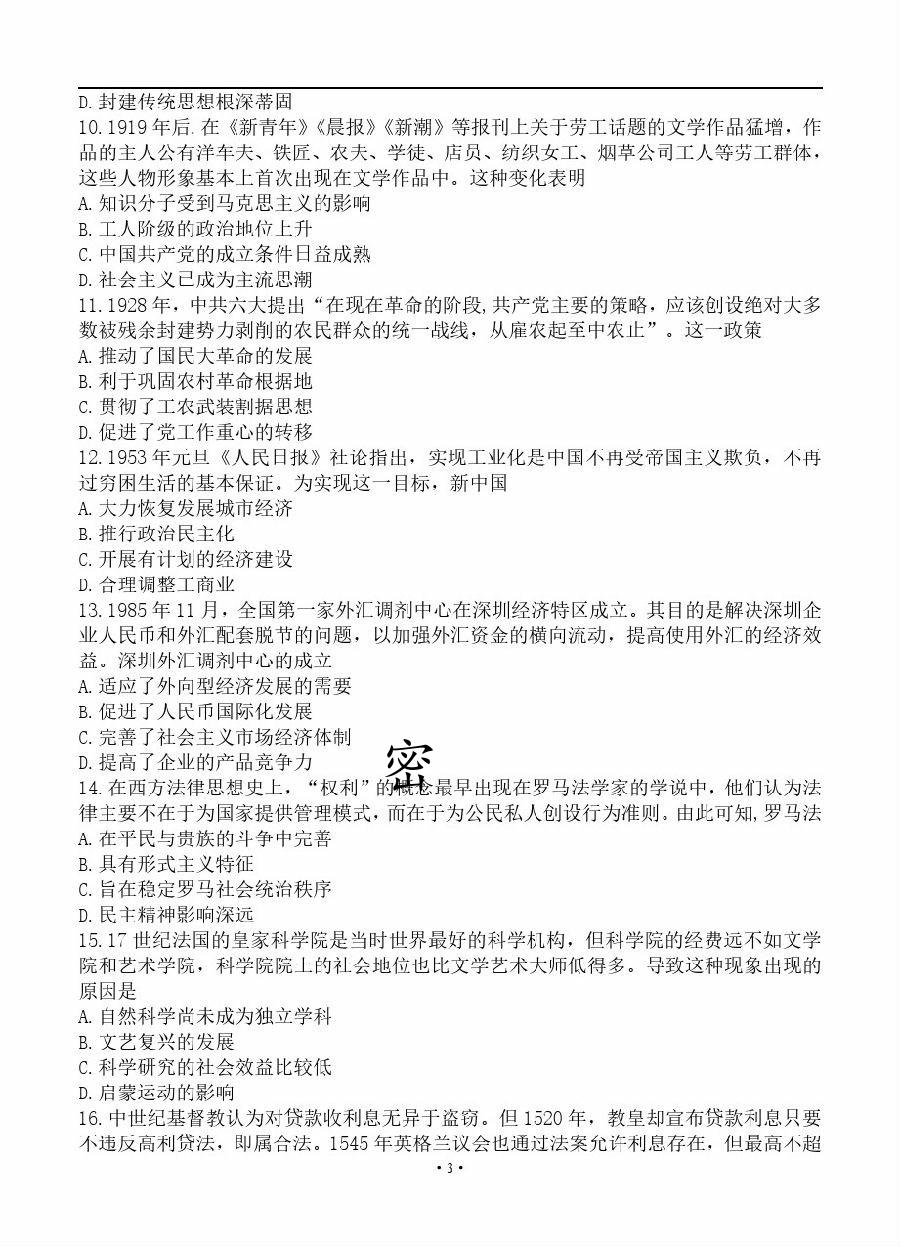 D. 封建传统思想根深蒂固
10. 1919年后. 在《新青年》《晨报》《新潮》等报刊上关于劳工话题的文学作品猛增，作
品的主人公有洋车夫、铁匠、农夫、学徒、店员、纺织女工、烟草公司工人等劳工群体，
这些人物形象基本上首次出现在文学作品中。这种变化表明
A. 知识分子受到马克思主义的影响
B. 工人阶级的政治地位上升
C. 中国共产党的成立条件日益成熟
D. 社会主义已成为主流思潮
11. 1928年，中共六大提出“在现在革命的阶段, 共产党主要的策略，应该创设绝对大多
数被残余封建势力剥削的农民群众的统一战线，从雇农起至中农止”。这一政策
A. 推动了国民大革命的发展
B. 利于巩固农村革命根据地
C. 贯彻了工农武装割据思想
D. 促进了党工作重心的转移
12. 1953年元旦《人民日报》社论指出，实现工业化是中国不再受帝国主义欺负，不再
过穷困生活的基本保证。为实现这一目标，新中国
A. 大力恢复发展城市经济
B. 推行政治民主化
C. 开展有计划的经济建设
D. 合理调整工商业
13. 1985年11月，全国第一家外汇调剂中心在深圳经济特区成立。其目的是解决深圳企
业人民币和外汇配套脱节的问题，以加强外汇资金的横向流动，提高使用外汇的经济效
益。深圳外汇调剂中心的成立
A. 适应了外向型经济发展的需要
B. 促进了人民币国际化发展
C. 完善了社会主义市场经济体制
D. 提高了企业的产品竞争力
密
14. 在西方法律思想史上，“权利”的概念最早出现在罗马法学家的学说中，他们认为法
律主要不在于为国家提供管理模式，而在于为公民私人创设行为准则。由此可知, 罗马法
A. 在平民与贵族的斗争中完善
B. 具有形式主义特征
C. 旨在稳定罗马社会统治秩序
D. 民主精神影响深远
15. 17世纪法国的皇家科学院是当时世界最好的科学机构，但科学院的经费远不如文学
院和艺术学院，科学院院士的社会地位也比文学艺术大师低得多。导致这种现象出现的
原因是
A. 自然科学尚未成为独立学科
B. 文艺复兴的发展
C. 科学研究的社会效益比较低
D. 启蒙运动的影响
16. 中世纪基督教认为对贷款收利息无异于盗窃。但1520年，教皇却宣布贷款利息只要
不违反高利贷法，即属合法。1545年英格兰议会也通过法案允许利息存在，但最高不超
·3·